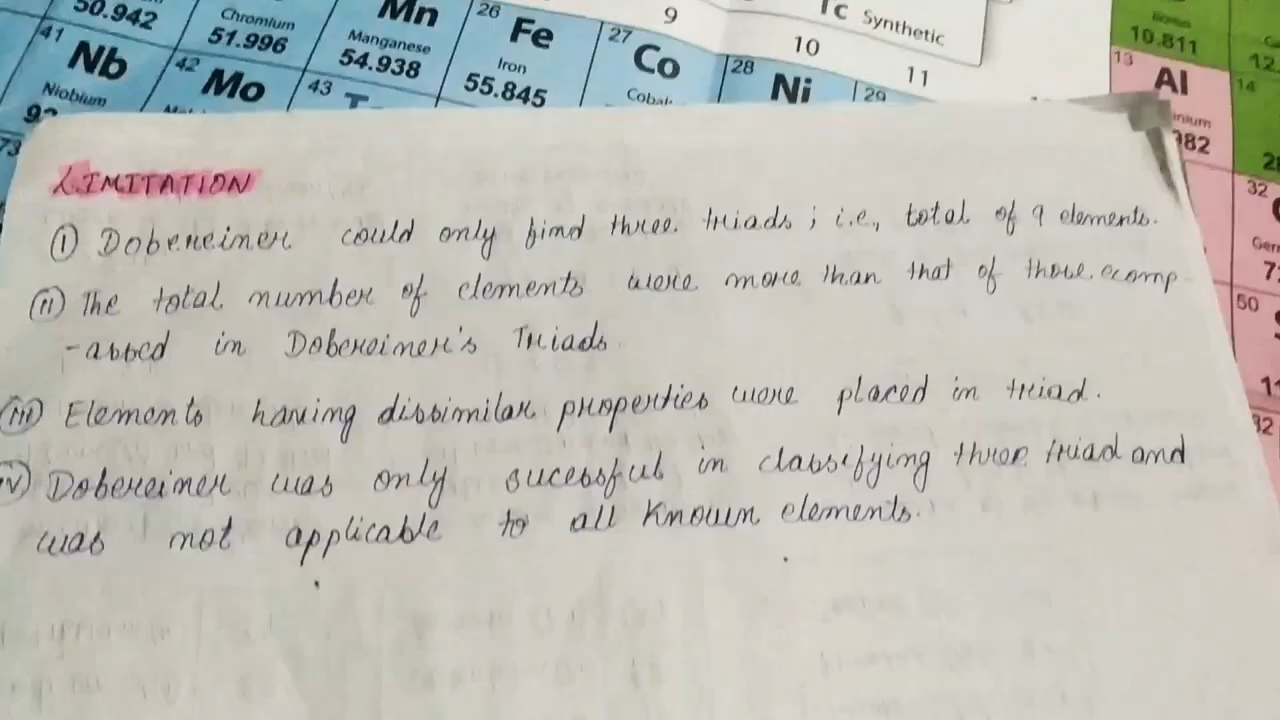 50.942
Chromium
51.996
Mn
Manganese
54.938
26
Fe
Iron
55.845
27
Co
28
Ni
29
9
10
11
Tc Synthetic
10.811
13
Al
14
32
50
41
Nb
Niobium
42
Mo
43
LIMITATION
(i) Dobereiner could only find three triads ; i.e., total of 9 elements.
(ii) The total number of elements were more than that of those comp
-assed in Dobereiner's Triads.
(iii) Elements having dissimilar properties were placed in triad.
Dobereiner was only sucessful in classifying three triad and
was not applicable to all known elements.